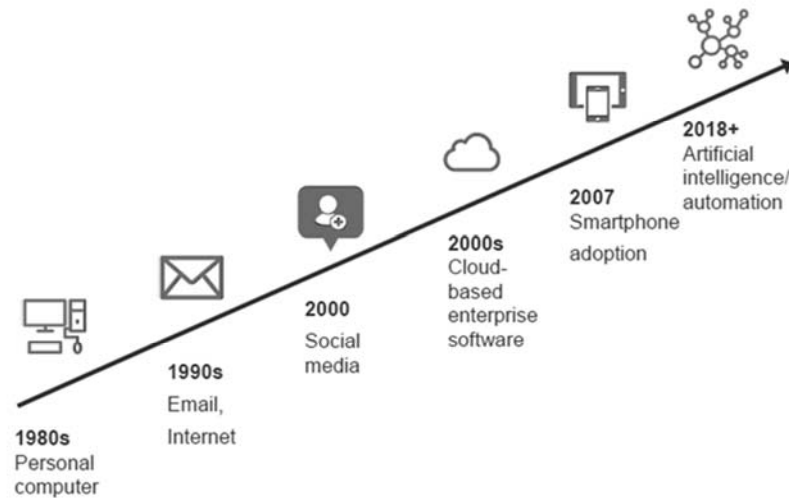 1980s
Personal
computer
1990s
Email,
Internet
2000
Social
media
2000s
Cloud-
based
enterprise
software
2007
Smartphone
adoption
2018+
Artificial
intelligence/
automation